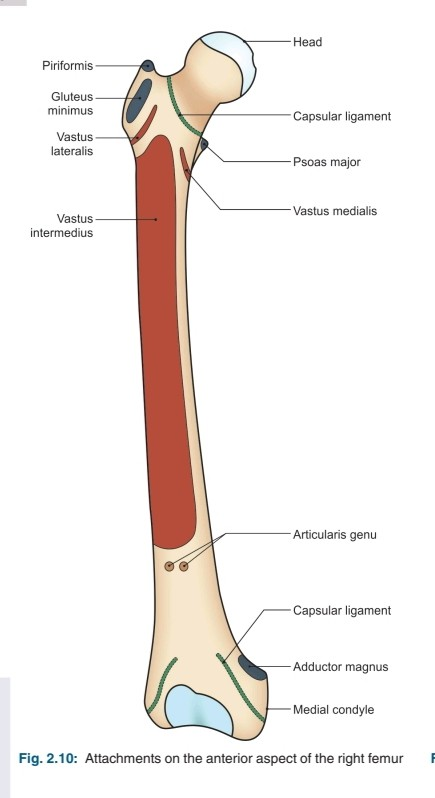 Head
Piriformis
Gluteus
minimus
Capsular ligament
Vastus
lateralis
Psoas major
Vastus medialis
Vastus
intermedius
Articularis genu
Capsular ligament
Adductor magnus
Medial condyle
Fig. 2.10: Attachments on the anterior aspect of the right femur
F